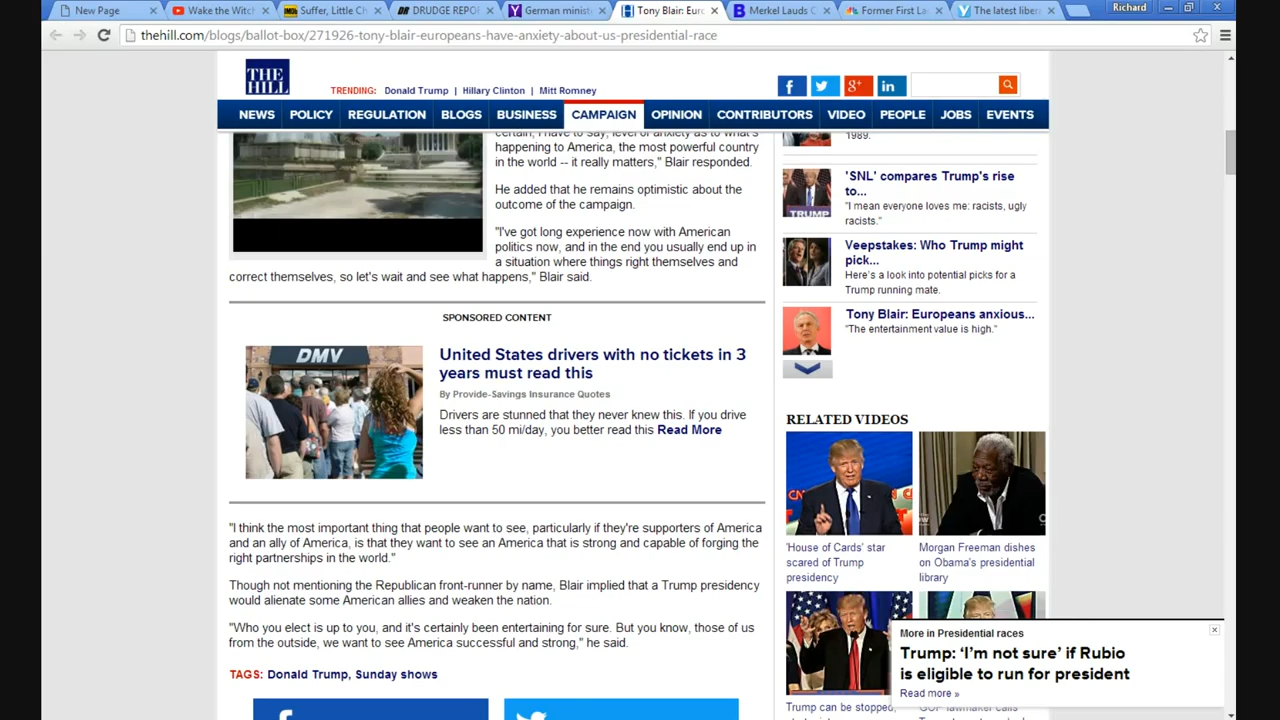 New Page
Wake the Witch
Suffer, Little Ch
DRUDGE REPO
German minist
Tony Blair: Eur
Merkel Lauds C
Former First La
The latest liber
Richard
thehill.com/blogs/ballot-box/271926-tony-blair-europeans-have-anxiety-about-us-presidential-race
THE HILL
TRENDING: Donald Trump | Hillary Clinton | Mitt Romney
f
g+
in
NEWS POLICY REGULATION BLOGS BUSINESS CAMPAIGN OPINION CONTRIBUTORS VIDEO PEOPLE JOBS EVENTS
certain, I have to say, level of anxiety as to what's
happening to America, the most powerful country
in the world -- it really matters," Blair responded.
He added that he remains optimistic about the
outcome of the campaign.
"I've got long experience now with American
politics now, and in the end you usually end up in
a situation where things right themselves and
correct themselves, so let's wait and see what happens," Blair said.
SPONSORED CONTENT
DMV
United States drivers with no tickets in 3
years must read this
By Provide-Savings Insurance Quotes
Drivers are stunned that they never knew this. If you drive
less than 50 mi/day, you better read this Read More
"I think the most important thing that people want to see, particularly if they're supporters of America
and an ally of America, is that they want to see an America that is strong and capable of forging the
right partnerships in the world."
Though not mentioning the Republican front-runner by name, Blair implied that a Trump presidency
would alienate some American allies and weaken the nation.
"Who you elect is up to you, and it's certainly been entertaining for sure. But you know, those of us
from the outside, we want to see America successful and strong," he said.
TAGS: Donald Trump, Sunday shows
1989.
TRUMP
'SNL' compares Trump's rise
to...
"I mean everyone loves me: racists, ugly
racists."
Veepstakes: Who Trump might
pick...
Here's a look into potential picks for a
Trump running mate.
Tony Blair: Europeans anxious...
"The entertainment value is high."
RELATED VIDEOS
'House of Cards' star
scared of Trump
presidency
Morgan Freeman dishes
on Obama's presidential
library
Trump can be stopped,
GOP lawmaker calls
More in Presidential races
Trump: ‘I’m not sure’ if Rubio
is eligible to run for president
Read more »